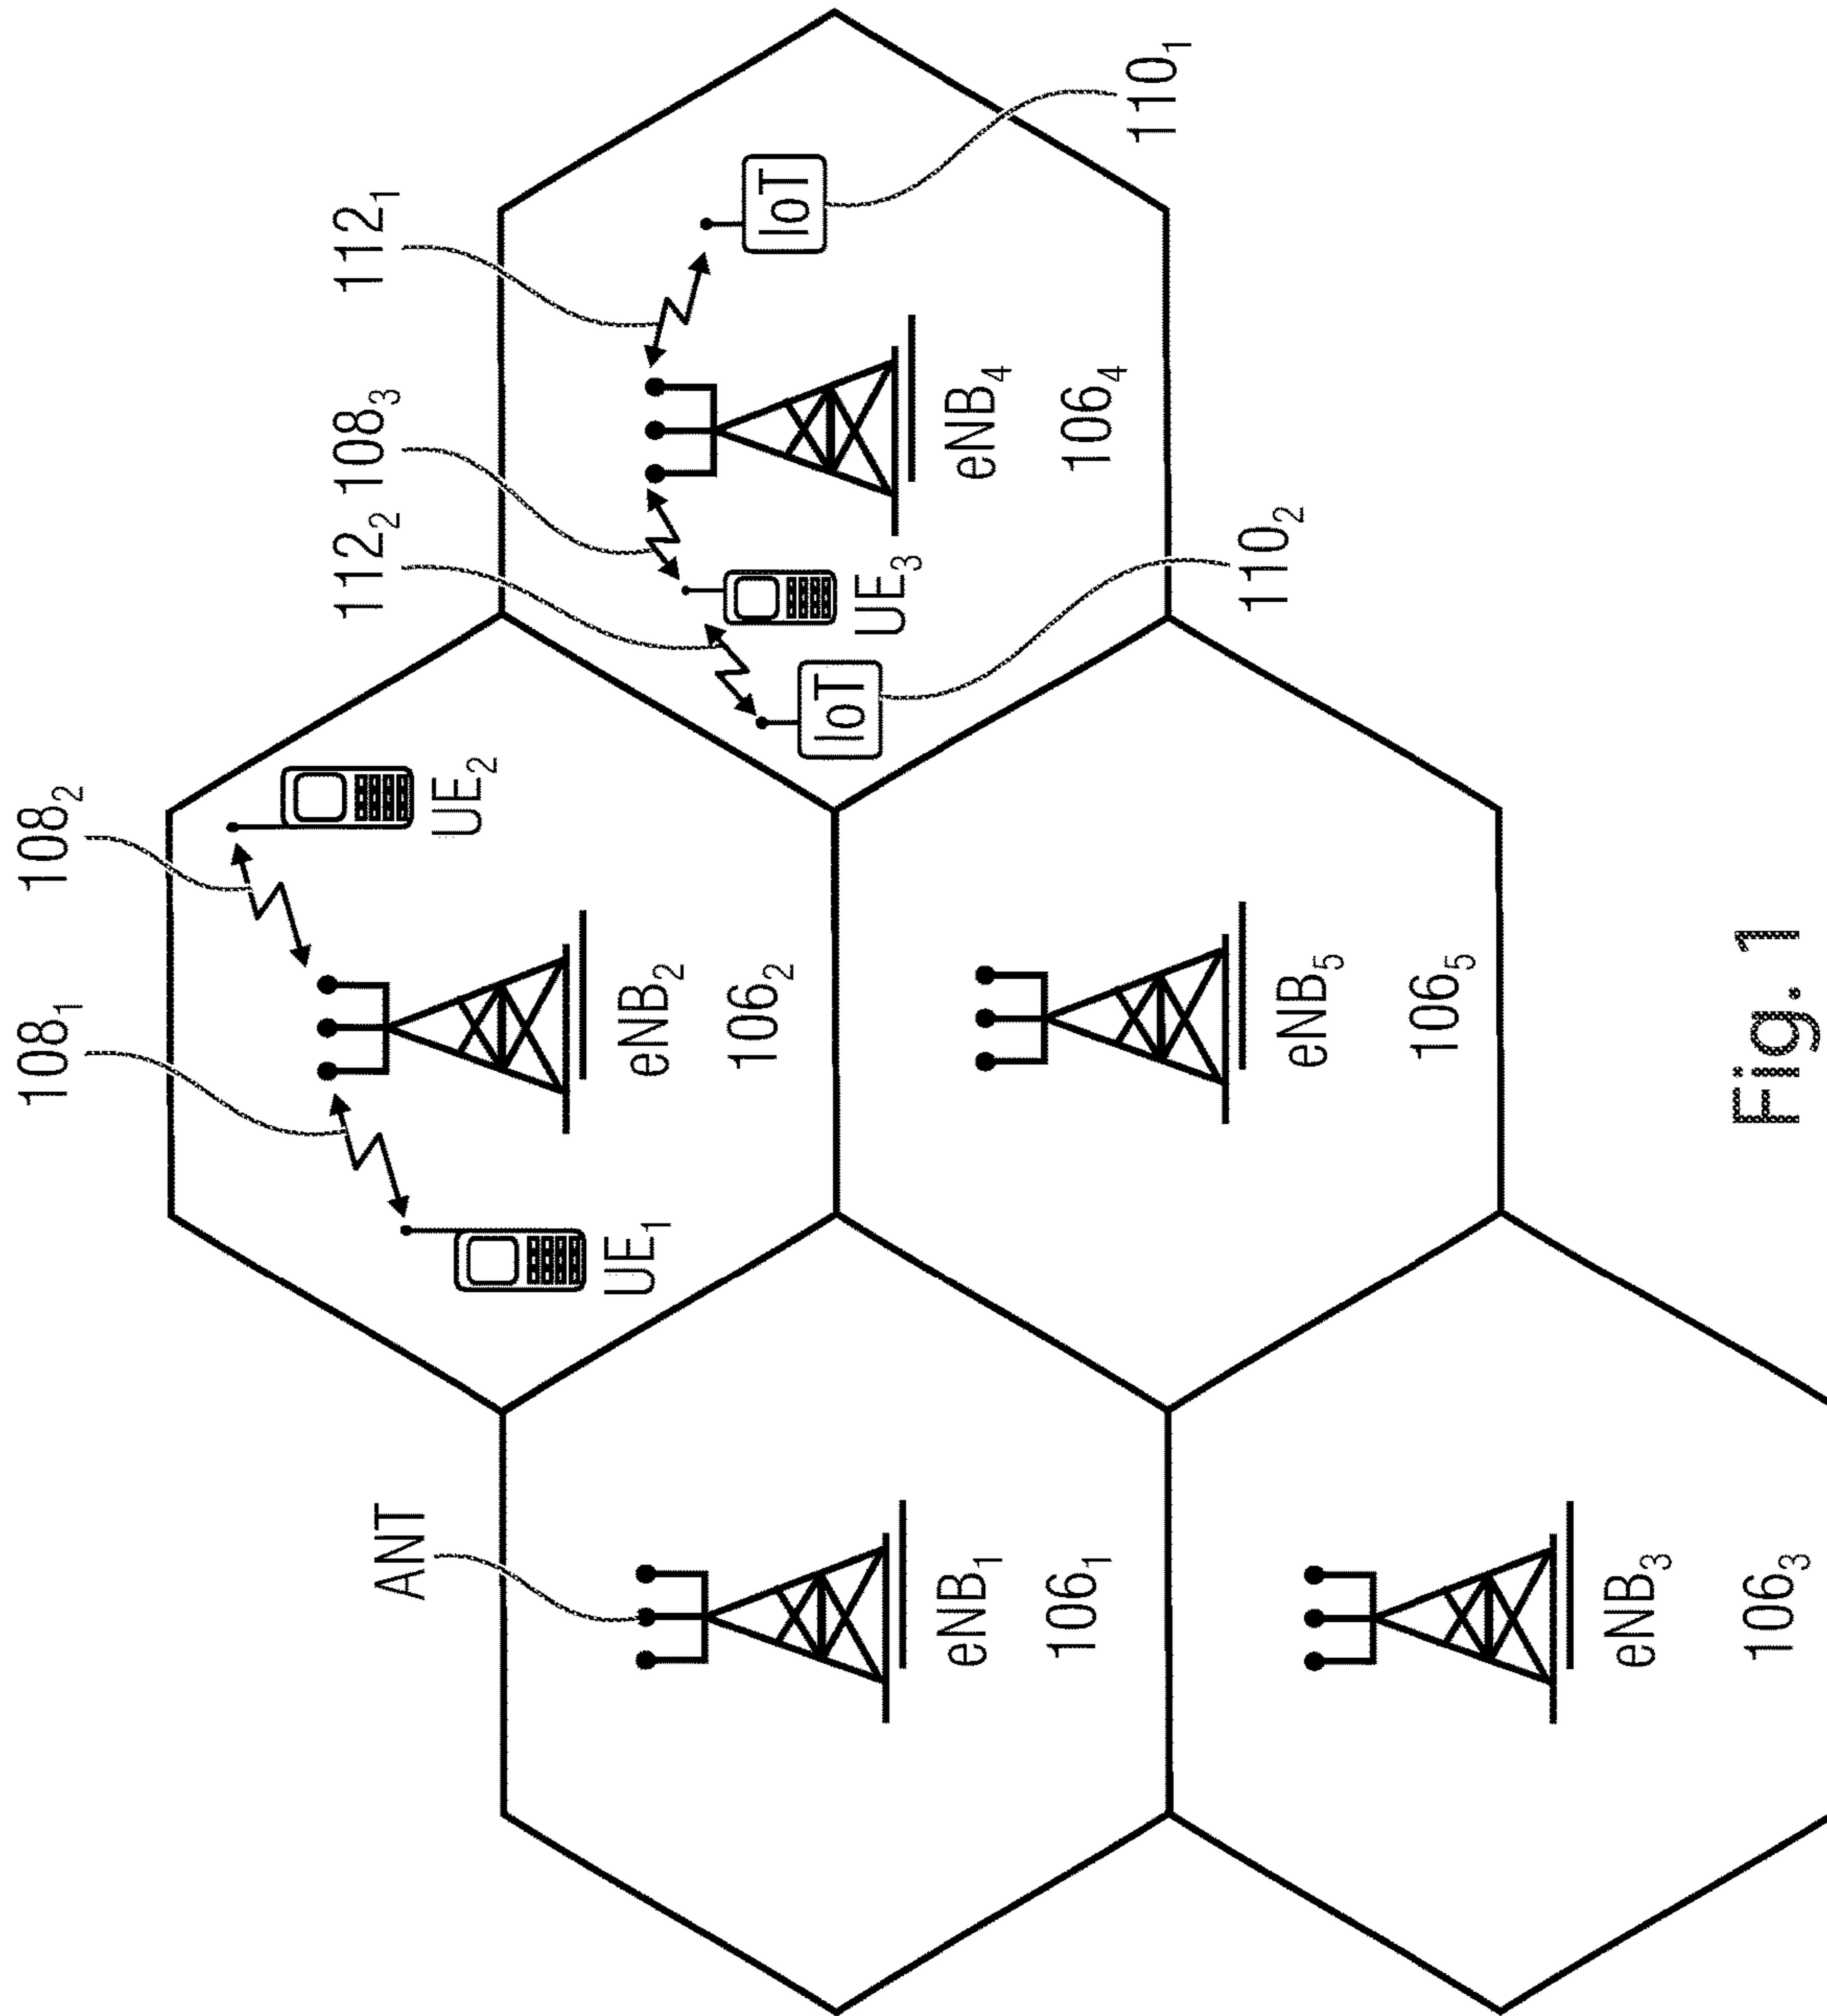 108₁
108₂
112₂
108₃
112₁
ANT
UE₁
UE₂
eNB₂
106₂
UE₃
IoT
IoT
eNB₄
106₄
110₂
110₁
eNB₁
106₁
eNB₅
106₅
eNB₃
106₃
Fig. 1